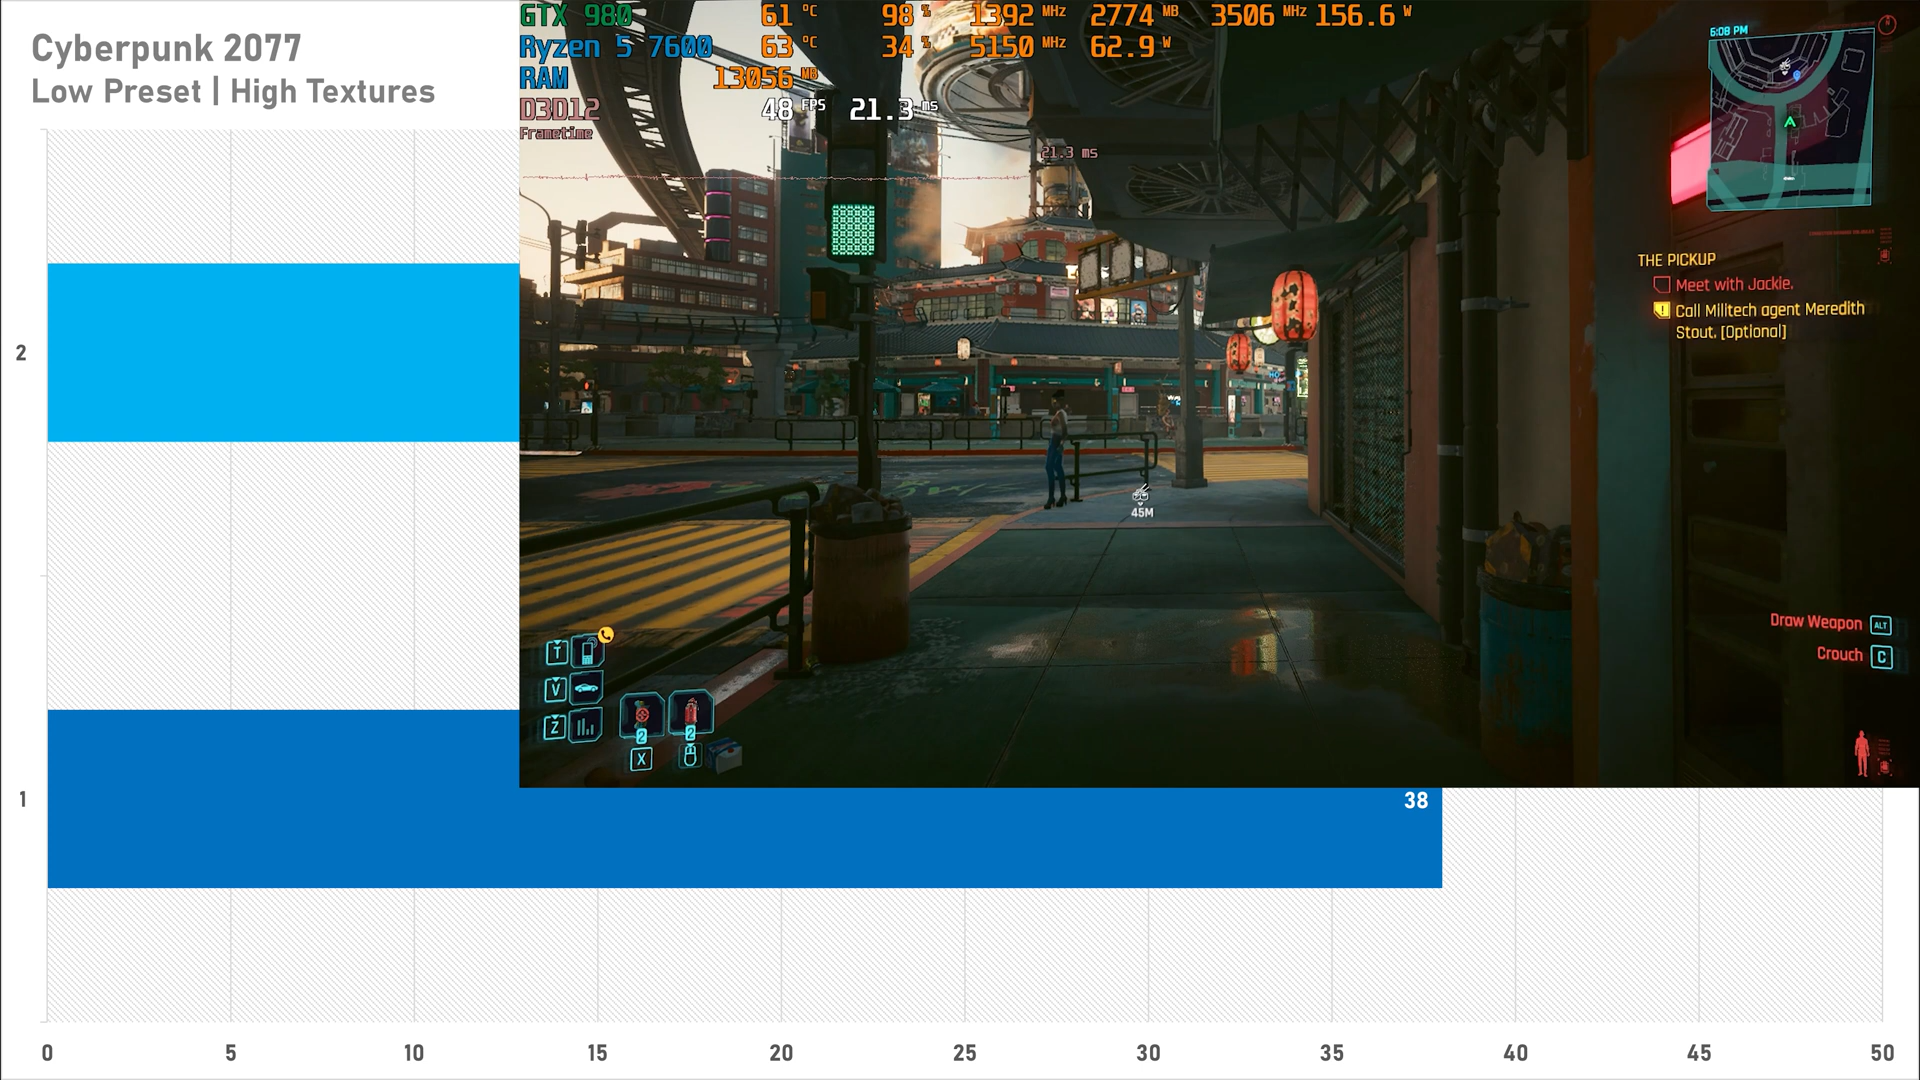 Cyberpunk 2077
Low Preset | High Textures
GTX 980 61 °C 98 % 1392 MHz 2774 MB 3506 MHz 156.6 W
Ryzen 5 7600 63 °C 34 % 5150 MHz 62.9 W
RAM 13056 MB
D3D12 48 FPS 21.3 ms
Frametime
21.3 ms
6:08 PM
THE PICKUP
Meet with Jackie.
! Call Militech agent Meredith
Stout. [Optional]
45M
Draw Weapon ALT
Crouch C
T
V
Z
2 2
X
2
1
38
0 5 10 15 20 25 30 35 40 45 50